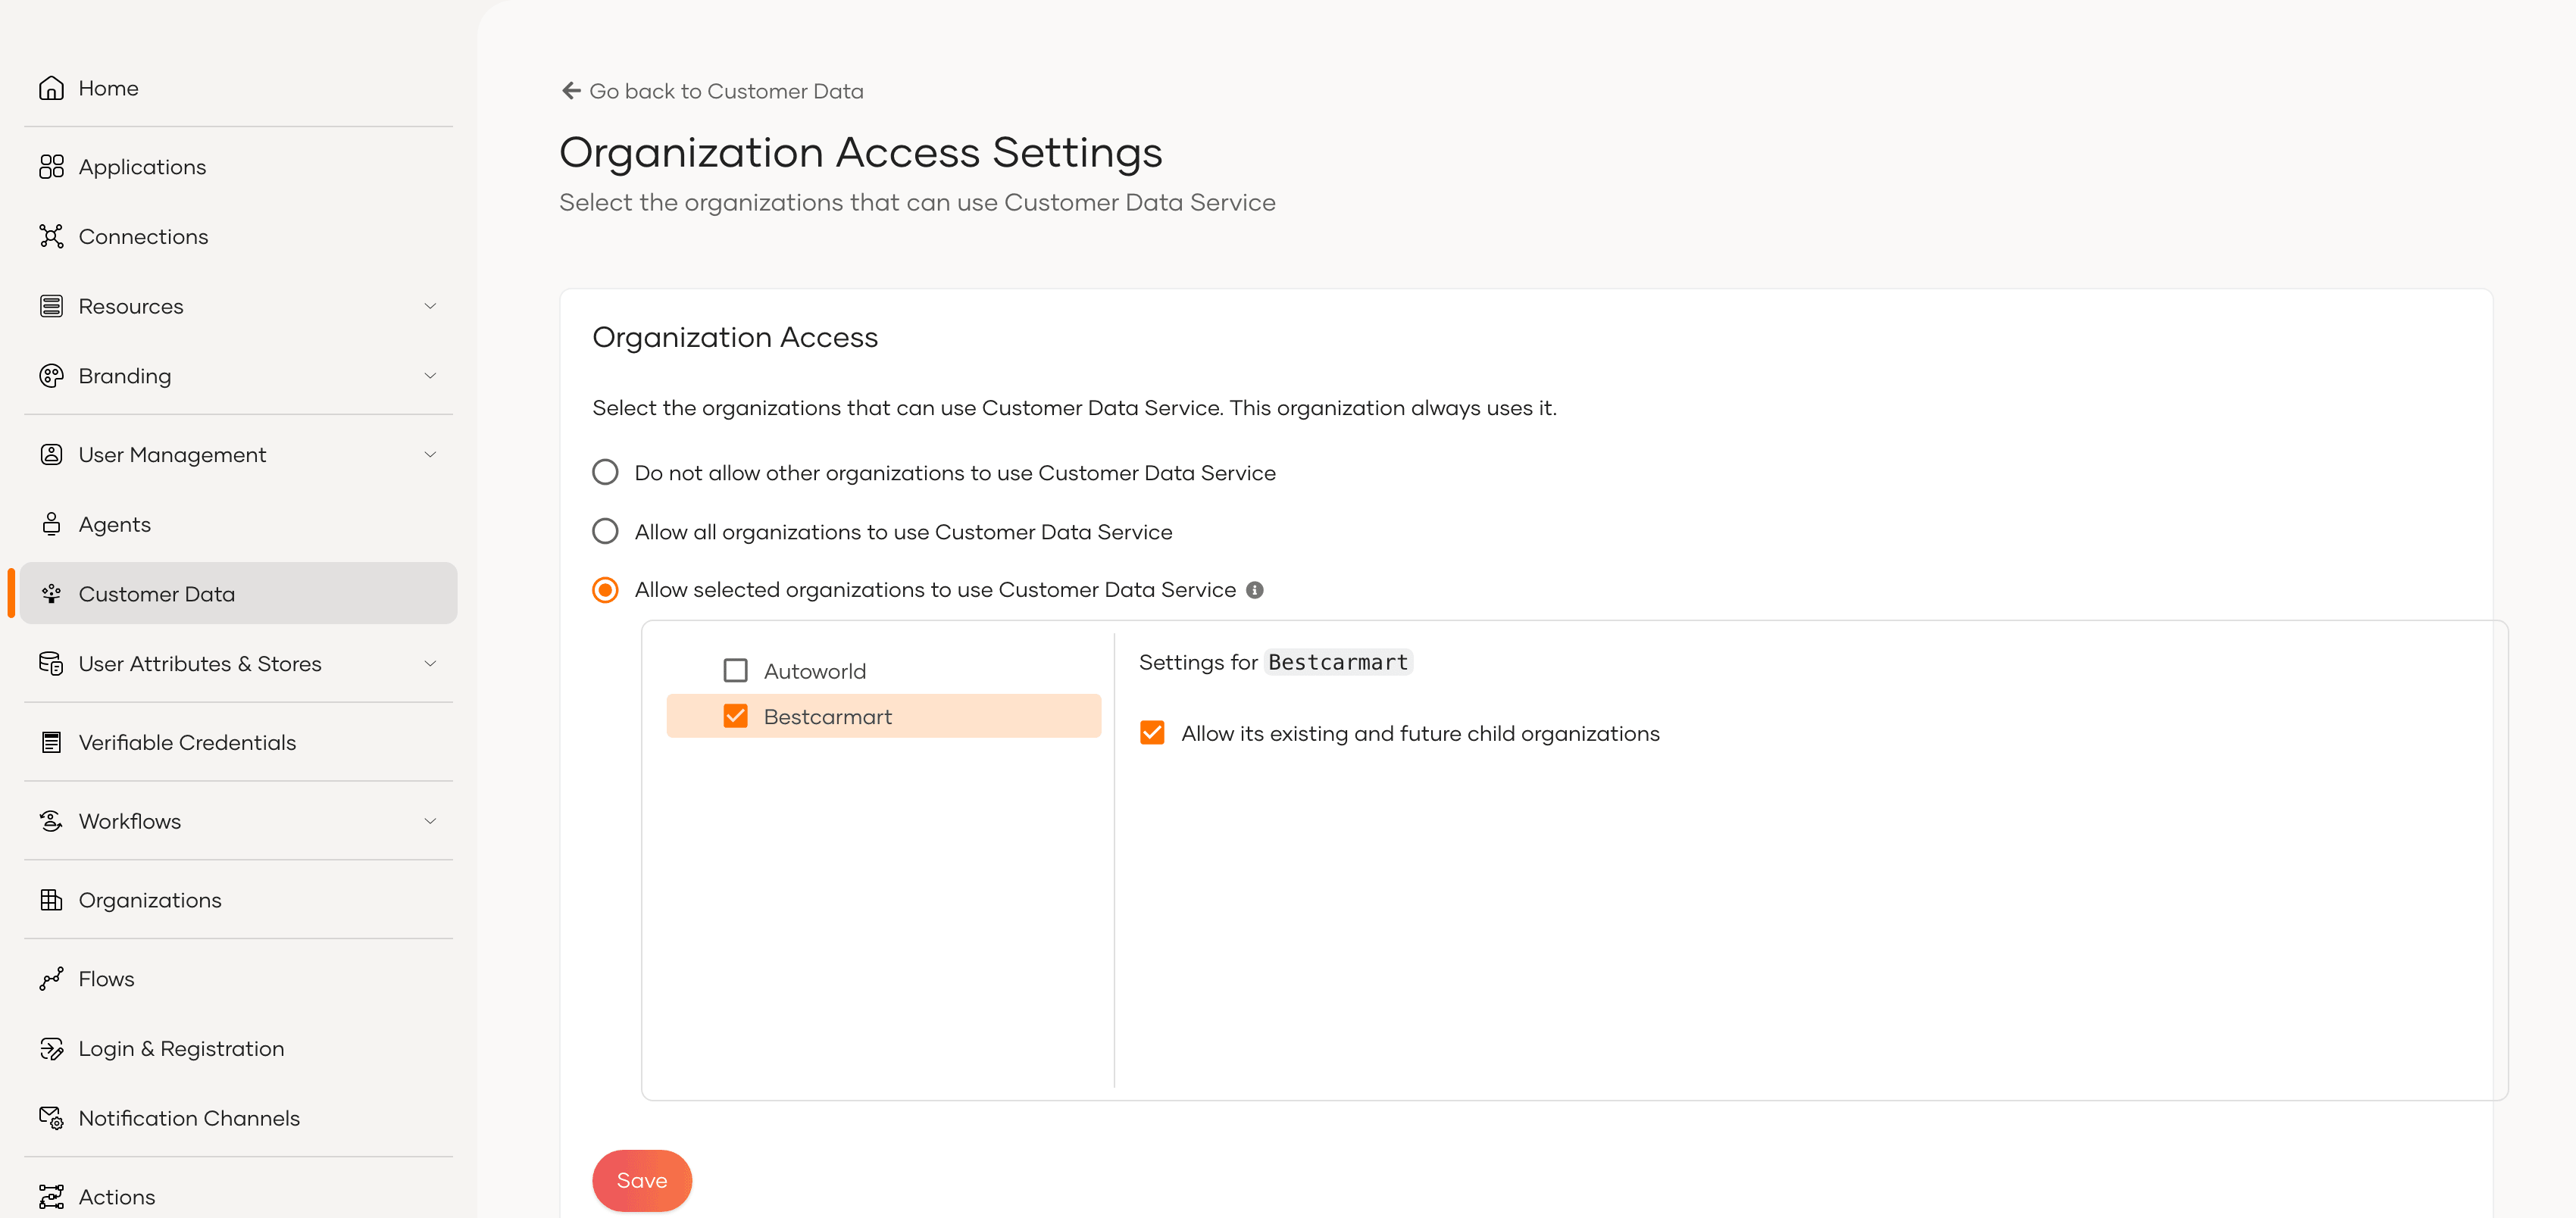 Home
Applications
Connections
Resources
Branding
User Management
Agents
Customer Data
User Attributes & Stores
Verifiable Credentials
Workflows
Organizations
Flows
Login & Registration
Notification Channels
Actions
Go back to Customer Data
Organization Access Settings
Select the organizations that can use Customer Data Service
Organization Access
Select the organizations that can use Customer Data Service. This organization always uses it.
Do not allow other organizations to use Customer Data Service
Allow all organizations to use Customer Data Service
Allow selected organizations to use Customer Data Service
Autoworld
Bestcarmart
Settings for Bestcarmart
Allow its existing and future child organizations
Save